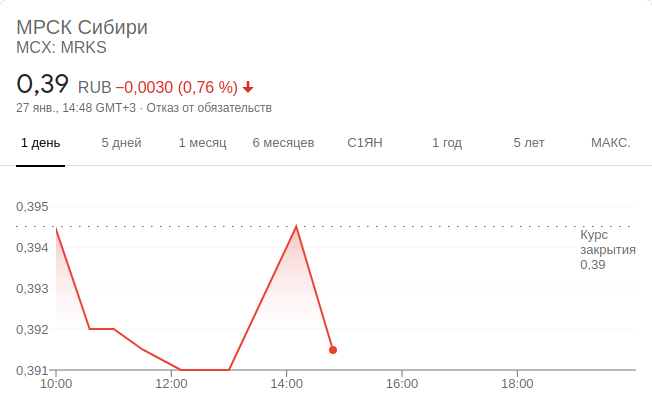 МРСК Сибири
MCX: MRKS
0,39 RUB −0,0030 (0,76 %)
27 янв., 14:48 GMT+3 · Отказ от обязательств
1 день 5 дней 1 месяц 6 месяцев С1ЯН 1 год 5 лет МАКС.
0,395
0,394
0,393
0,392
0,391
Курс
закрытия
0,39
10:00 12:00 14:00 16:00 18:00